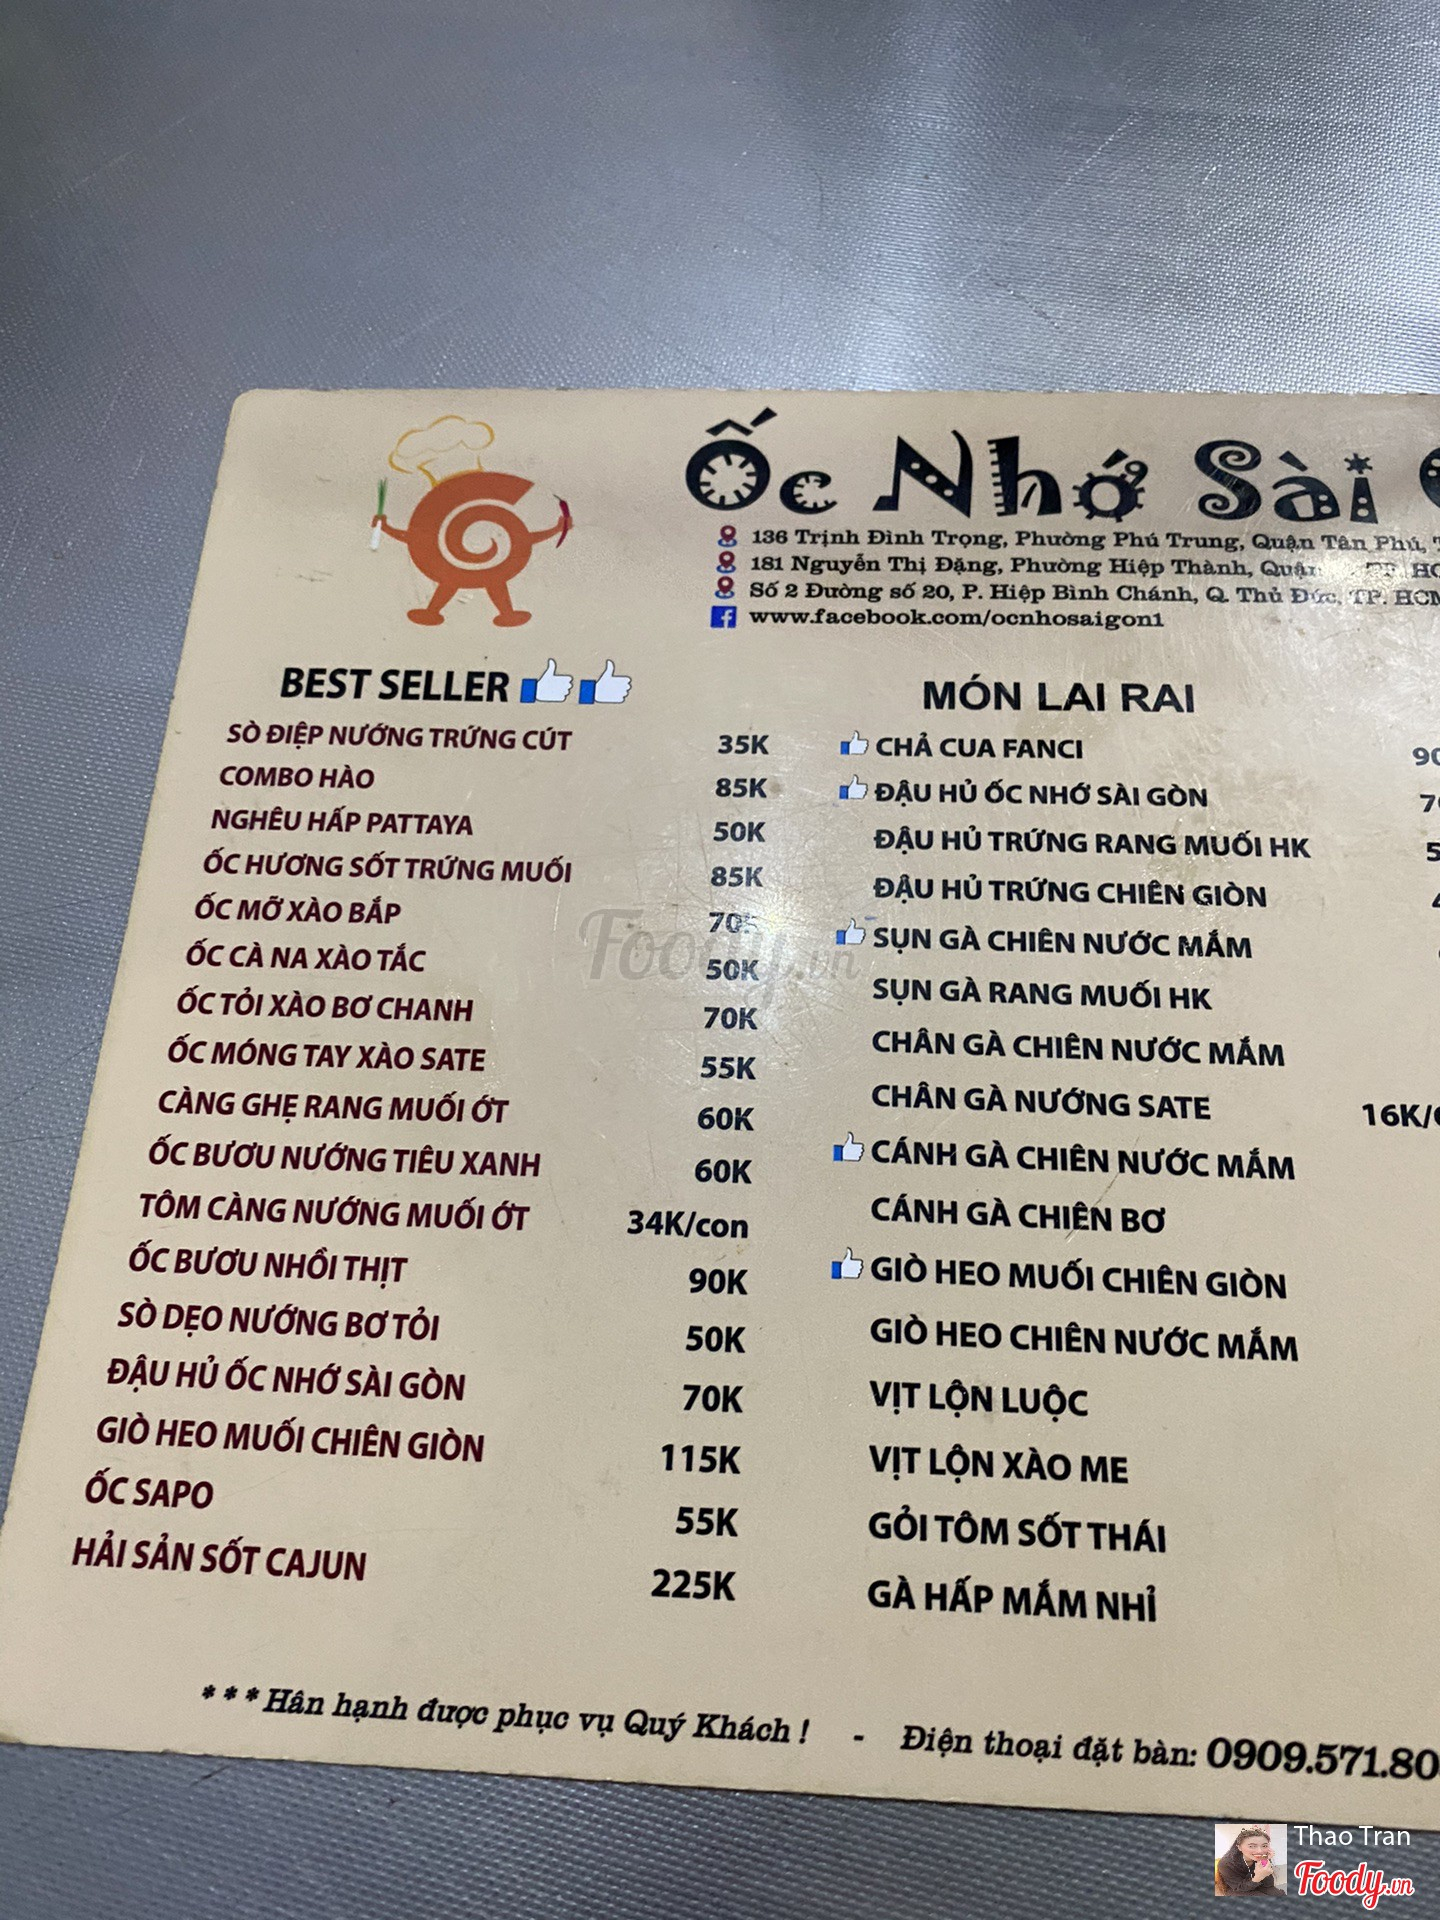 Ốc Nhớ Sài
136 Trịnh Đình Trọng, Phường Phú Trung, Quận Tân Phú,
181 Nguyễn Thị Đặng, Phường Hiệp Thành, Quận
Số 2 Đường số 20, P. Hiệp Bình Chánh, Q. Thủ Đức, TP. HCM
www.facebook.com/ocnhosaigon1
BEST SELLER
SÒ ĐIỆP NƯỚNG TRỨNG CÚT 35K
COMBO HÀO 85K
NGHÊU HẤP PATTAYA 50K
ỐC HƯƠNG SỐT TRỨNG MUỐI 85K
ỐC MỠ XÀO BẮP
ỐC CÀ NA XÀO TẮC 50K
ỐC TỎI XÀO BƠ CHANH 70K
ỐC MÓNG TAY XÀO SATE 55K
CÀNG GHẸ RANG MUỐI ỚT 60K
ỐC BƯƠU NƯỚNG TIÊU XANH 60K
TÔM CÀNG NƯỚNG MUỐI ỚT 34K/con
ỐC BƯƠU NHỒI THỊT 90K
SÒ DẸO NƯỚNG BƠ TỎI 50K
ĐẬU HỦ ỐC NHỚ SÀI GÒN 70K
GIÒ HEO MUỐI CHIÊN GIÒN 115K
ỐC SAPO 55K
HẢI SẢN SỐT CAJUN 225K
MÓN LAI RAI
CHẢ CUA FANCI
ĐẬU HỦ ỐC NHỚ SÀI GÒN
ĐẬU HỦ TRỨNG RANG MUỐI HK
ĐẬU HỦ TRỨNG CHIÊN GIÒN
SỤN GÀ CHIÊN NƯỚC MẮM
SỤN GÀ RANG MUỐI HK
CHÂN GÀ CHIÊN NƯỚC MẮM
CHÂN GÀ NƯỚNG SATE 16K/
CÁNH GÀ CHIÊN NƯỚC MẮM
CÁNH GÀ CHIÊN BƠ
GIÒ HEO MUỐI CHIÊN GIÒN
GIÒ HEO CHIÊN NƯỚC MẮM
VỊT LỘN LUỘC
VỊT LỘN XÀO ME
GỎI TÔM SỐT THÁI
GÀ HẤP MẮM NHỈ
***Hân hạnh được phục vụ Quý Khách ! - Điện thoại đặt bàn: 0909.571.80
Foody.vn
Thao Tran
Foody.vn